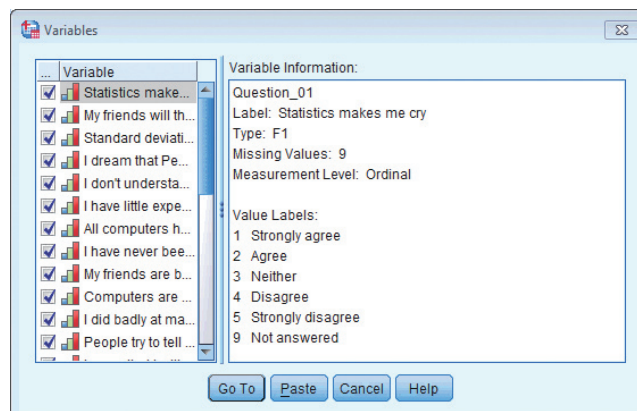 Variables
... Variable
Statistics make...
My friends will th...
Standard deviati...
I dream that Pe...
I don't understa...
I have little expe...
All computers h...
I have never bee...
My friends are b...
Computers are ...
I did badly at ma...
People try to tell ...
Variable Information:
Question_01
Label: Statistics makes me cry
Type: F1
Missing Values: 9
Measurement Level: Ordinal
Value Labels:
1 Strongly agree
2 Agree
3 Neither
4 Disagree
5 Strongly disagree
9 Not answered
Go To Paste Cancel Help